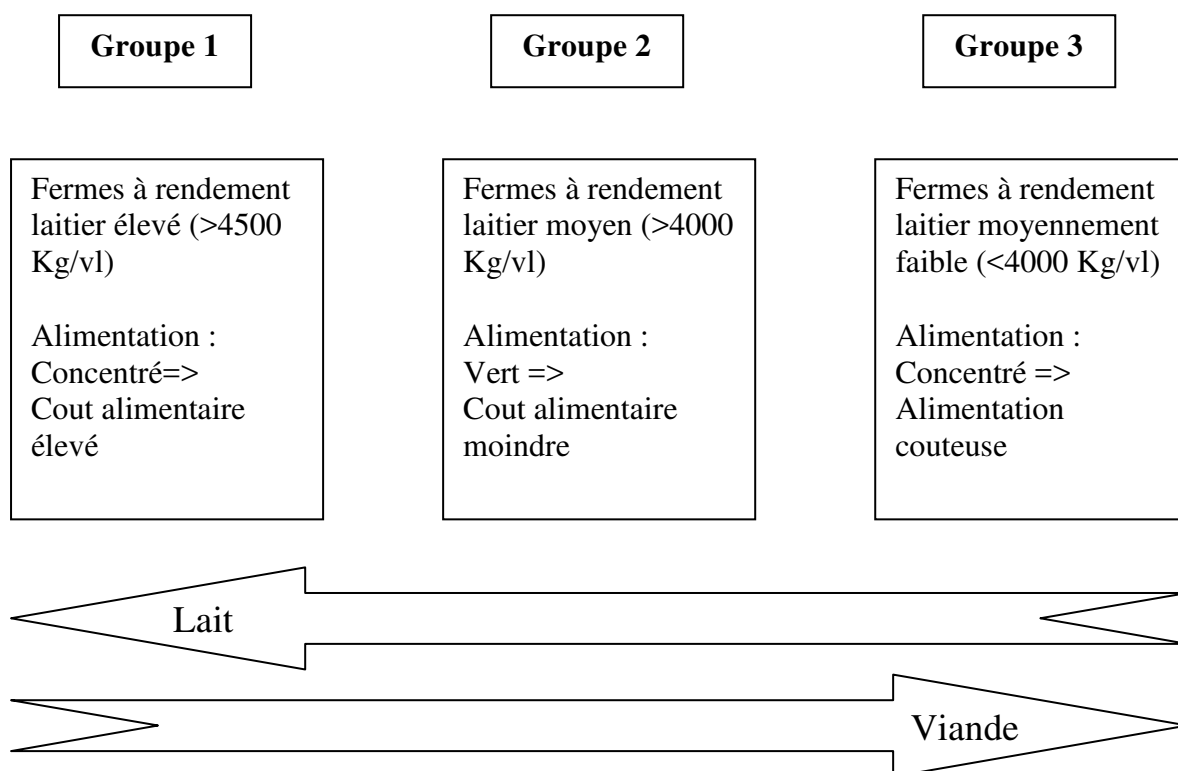 Groupe 1
Groupe 2
Groupe 3
Fermes à rendement
laitier élevé (>4500
Kg/vl)
Alimentation :
Concentré=>
Cout alimentaire
élevé
Fermes à rendement
laitier moyen (>4000
Kg/vl)
Alimentation :
Vert =>
Cout alimentaire
moindre
Fermes à rendement
laitier moyennement
faible (<4000 Kg/vl)
Alimentation :
Concentré =>
Alimentation
couteuse
Lait
Viande